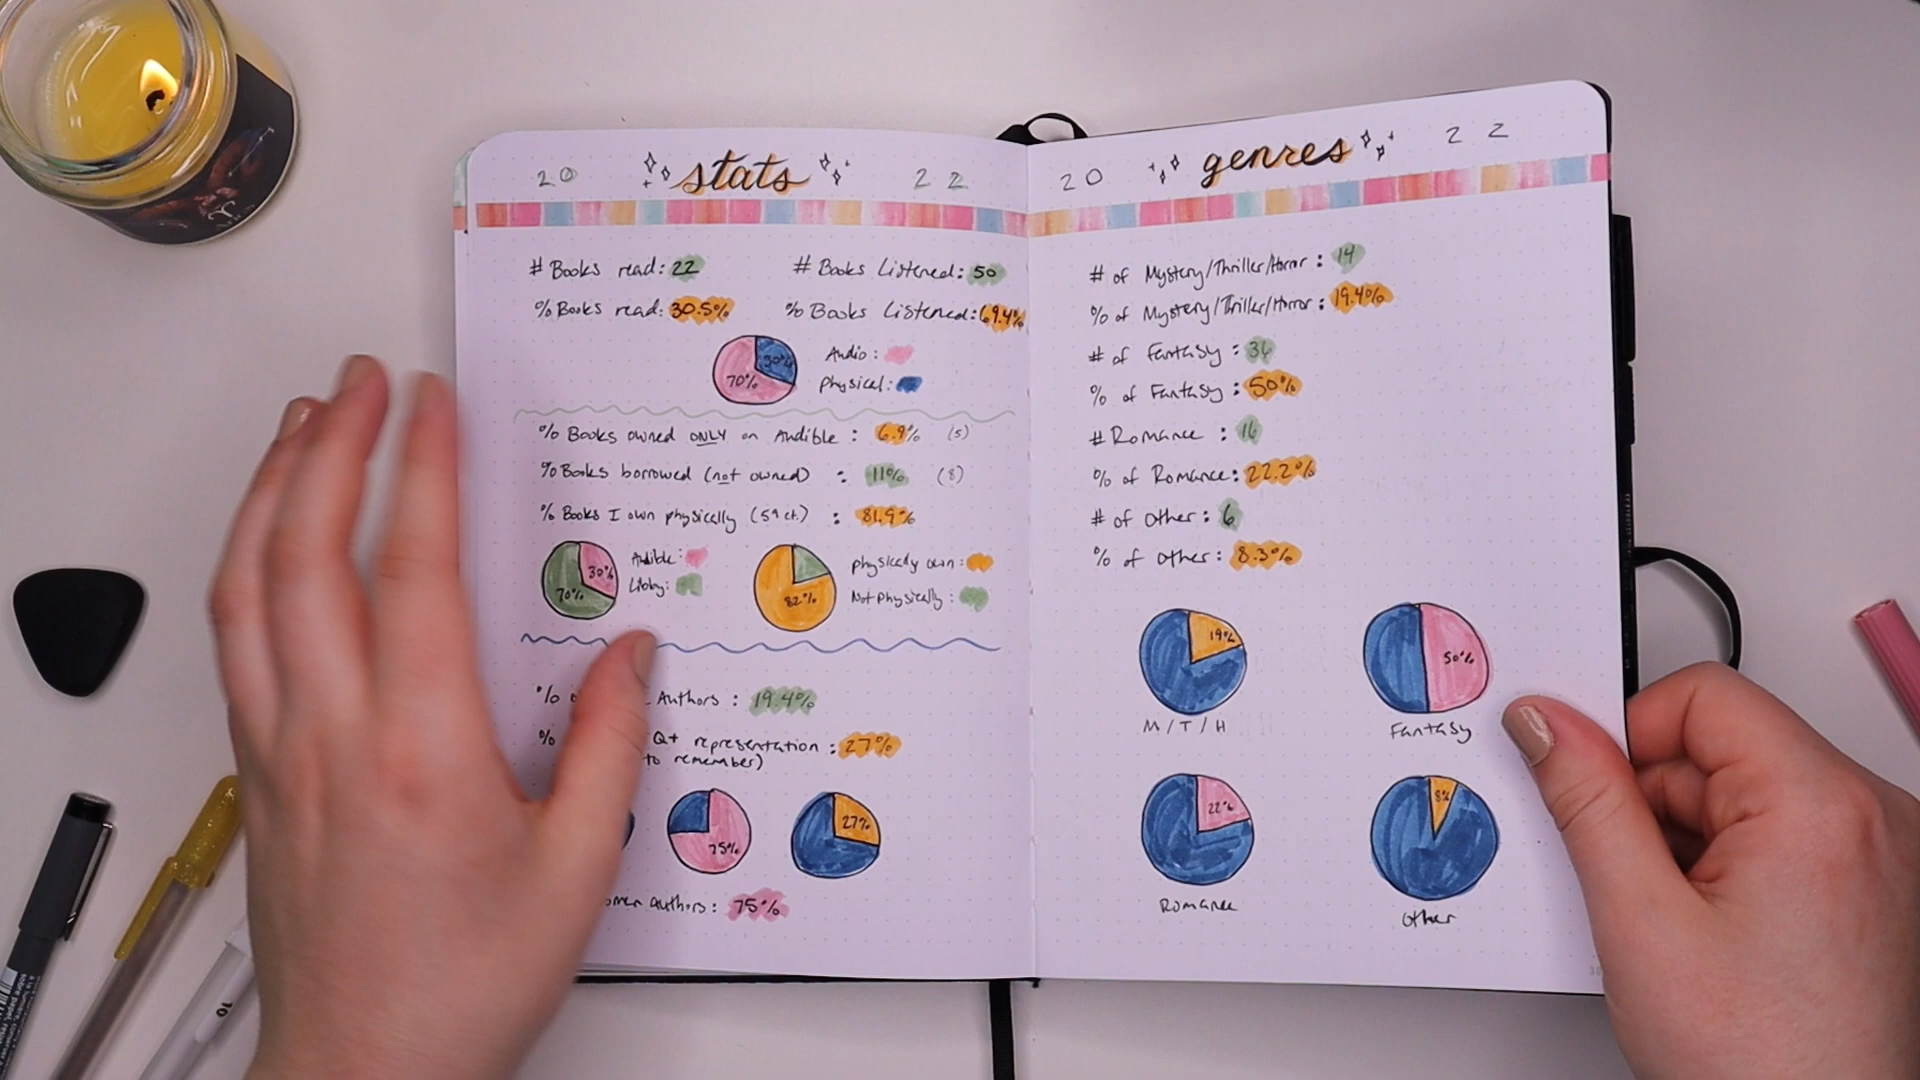 20 stats 22
# Books read: 22
# Books Listened: 50
% Books read: 30.5%
% Books Listened: 69.4%
30%
70%
Audio:
Physical:
% Books owned ONLY on Audible : 6.9% (5)
% Books borrowed (not owned) : 11% (8)
% Books I own physically (59 ct.) : 81.9%
30%
70%
Audible:
Libby:
82%
physically own:
Not physically:
% Authors : 19.4%
% Q+ representation : 27%
to remember)
75%
27%
authors: 75%
20 genres 22
# of Mystery/Thriller/Horror : 14
% of Mystery/Thriller/Horror : 19.4%
# of Fantasy : 36
% of Fantasy : 50%
# Romance : 16
% of Romance: 22.2%
# of Other : 6
% of Other : 8.3%
19%
50%
M/T/H
Fantasy
22%
8%
Romance
Other
10